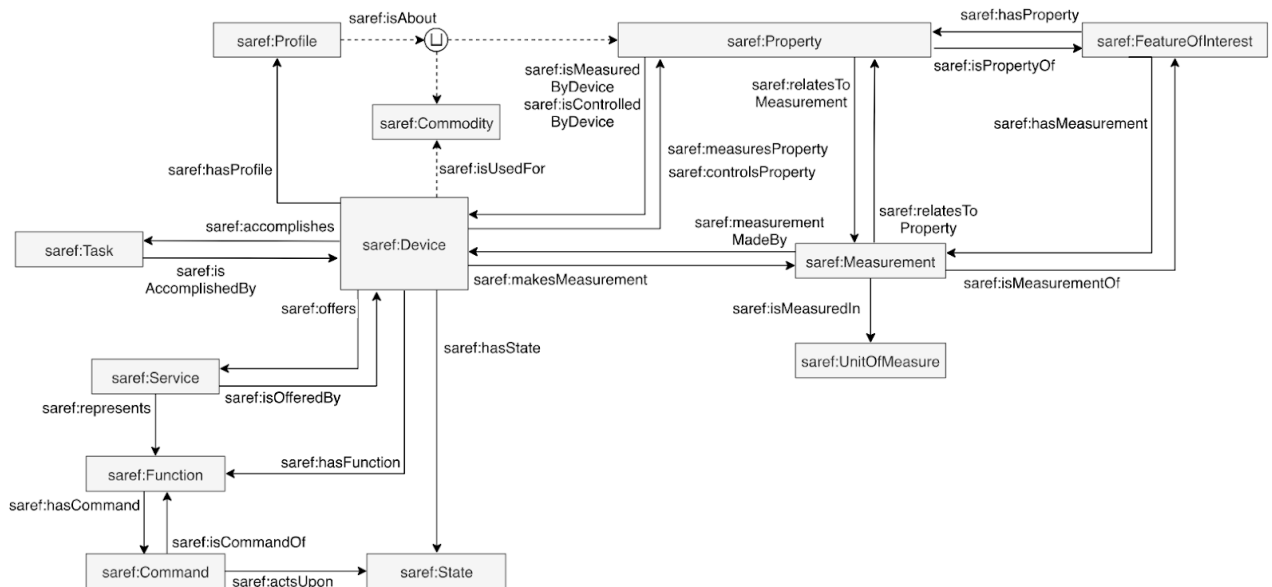 saref:isAbout
saref:hasProperty
saref:Profile
⊔
saref:Property
saref:FeatureOfInterest
saref:isPropertyOf
saref:isMeasured
ByDevice
saref:isControlled
ByDevice
saref:relatesTo
Measurement
saref:Commodity
saref:hasMeasurement
saref:measuresProperty
saref:controlsProperty
saref:hasProfile
saref:isUsedFor
saref:accomplishes
saref:Device
saref:measurement
MadeBy
saref:relatesTo
Property
saref:Task
saref:is
AccomplishedBy
saref:Measurement
saref:makesMeasurement
saref:isMeasurementOf
saref:offers
saref:isMeasuredIn
saref:hasState
saref:UnitOfMeasure
saref:Service
saref:isOfferedBy
saref:represents
saref:hasFunction
saref:Function
saref:hasCommand
saref:isCommandOf
saref:Command
saref:actsUpon
saref:State